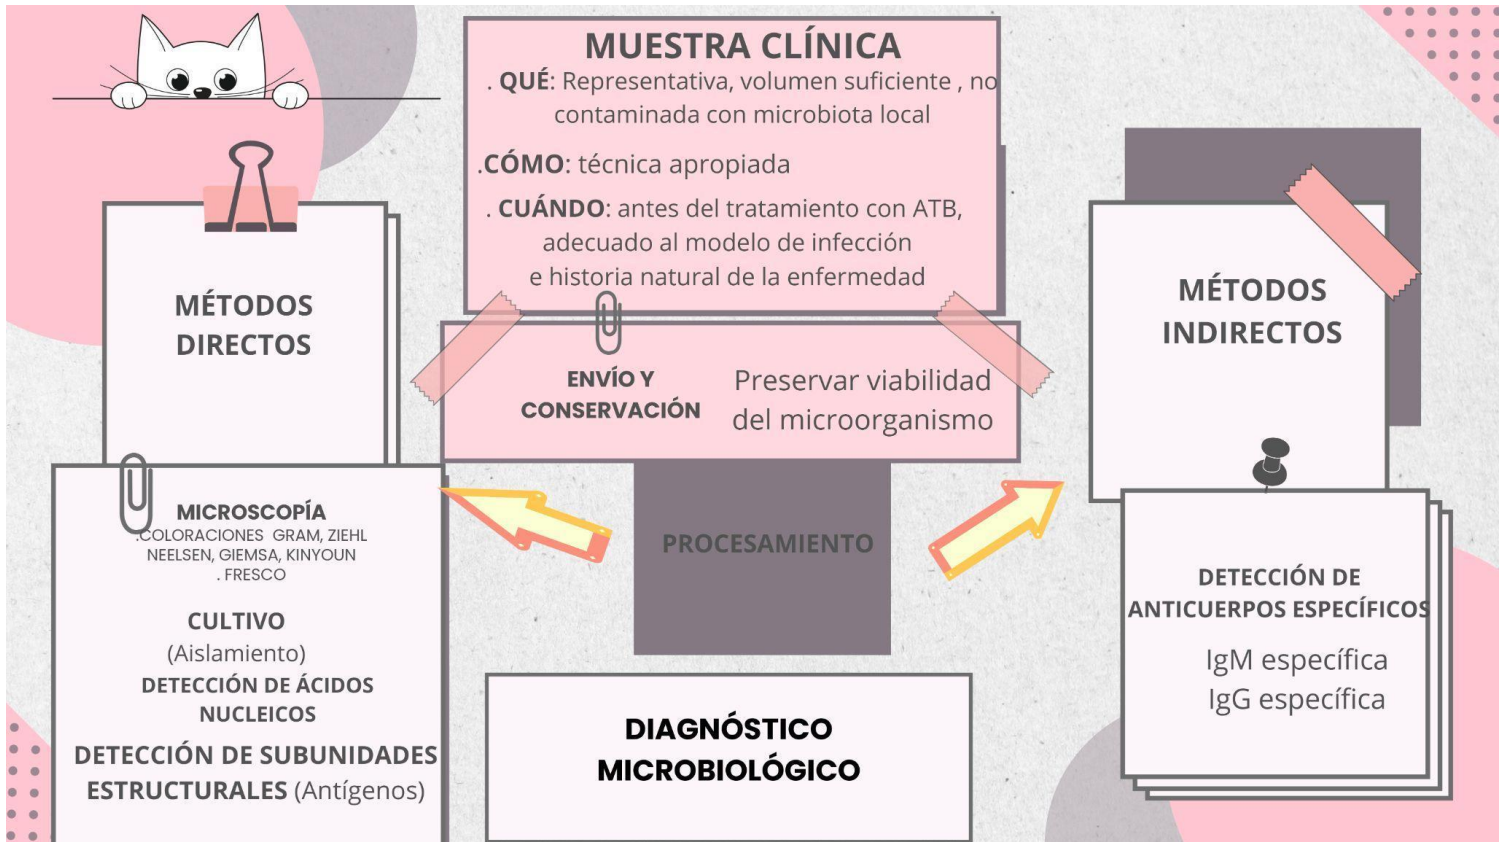 MUESTRA CLÍNICA
. QUÉ: Representativa, volumen suficiente , no
contaminada con microbiota local
.CÓMO: técnica apropiada
. CUÁNDO: antes del tratamiento con ATB,
adecuado al modelo de infección
e historia natural de la enfermedad
ENVÍO Y
CONSERVACIÓN
Preservar viabilidad
del microorganismo
PROCESAMIENTO
MÉTODOS
DIRECTOS
MICROSCOPÍA
.COLORACIONES GRAM, ZIEHL
NEELSEN, GIEMSA, KINYOUN
. FRESCO
CULTIVO
(Aislamiento)
DETECCIÓN DE ÁCIDOS
NUCLEICOS
DETECCIÓN DE SUBUNIDADES
ESTRUCTURALES (Antígenos)
MÉTODOS
INDIRECTOS
DETECCIÓN DE
ANTICUERPOS ESPECÍFICOS
IgM específica
IgG específica
DIAGNÓSTICO
MICROBIOLÓGICO